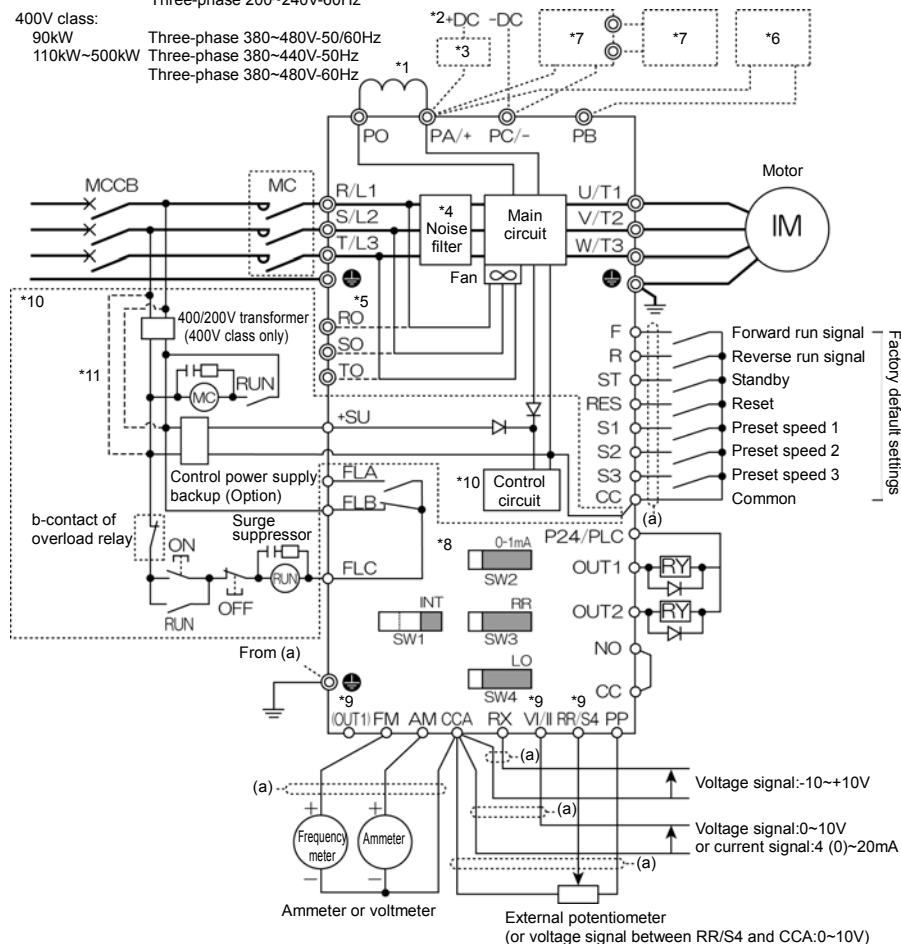 Three-phase 200~240V-60Hz
400V class:
90kW Three-phase 380~480V-50/60Hz
110kW~500kW Three-phase 380~440V-50Hz
Three-phase 380~480V-60Hz
*2+DC -DC
*3
*7
*7
*6
*1
PO
PA/+
PC/-
PB
MCCB
MC
R/L1
S/L2
T/L3
*4
Noise
filter
Main
circuit
Fan
U/T1
V/T2
W/T3
Motor
IM
*10
400/200V transformer
(400V class only)
*11
MC
RUN
*5
RO
SO
TO
+SU
Control power supply
backup (Option)
FLA
FLB
FLC
*10
Control
circuit
F Forward run signal
R Reverse run signal
ST Standby
RES Reset
S1 Preset speed 1
S2 Preset speed 2
S3 Preset speed 3
CC Common
Factory default settings
(a)
b-contact of
overload relay
ON
Surge
suppressor
RUN
OFF
RUN
*8
0-1mA
SW2
INT
SW1
RR
SW3
LO
SW4
P24/PLC
OUT1
RY
OUT2
RY
NO
CC
From (a)
*9
*9
*9
(OUT1) FM AM CCA RX VI/II RR/S4 PP
(a)
(a)
(a)
(a)
+
+
Frequency
meter
Ammeter
−
−
Ammeter or voltmeter
Voltage signal:-10~+10V
Voltage signal:0~10V
or current signal:4 (0)~20mA
External potentiometer
(or voltage signal between RR/S4 and CCA:0~10V)